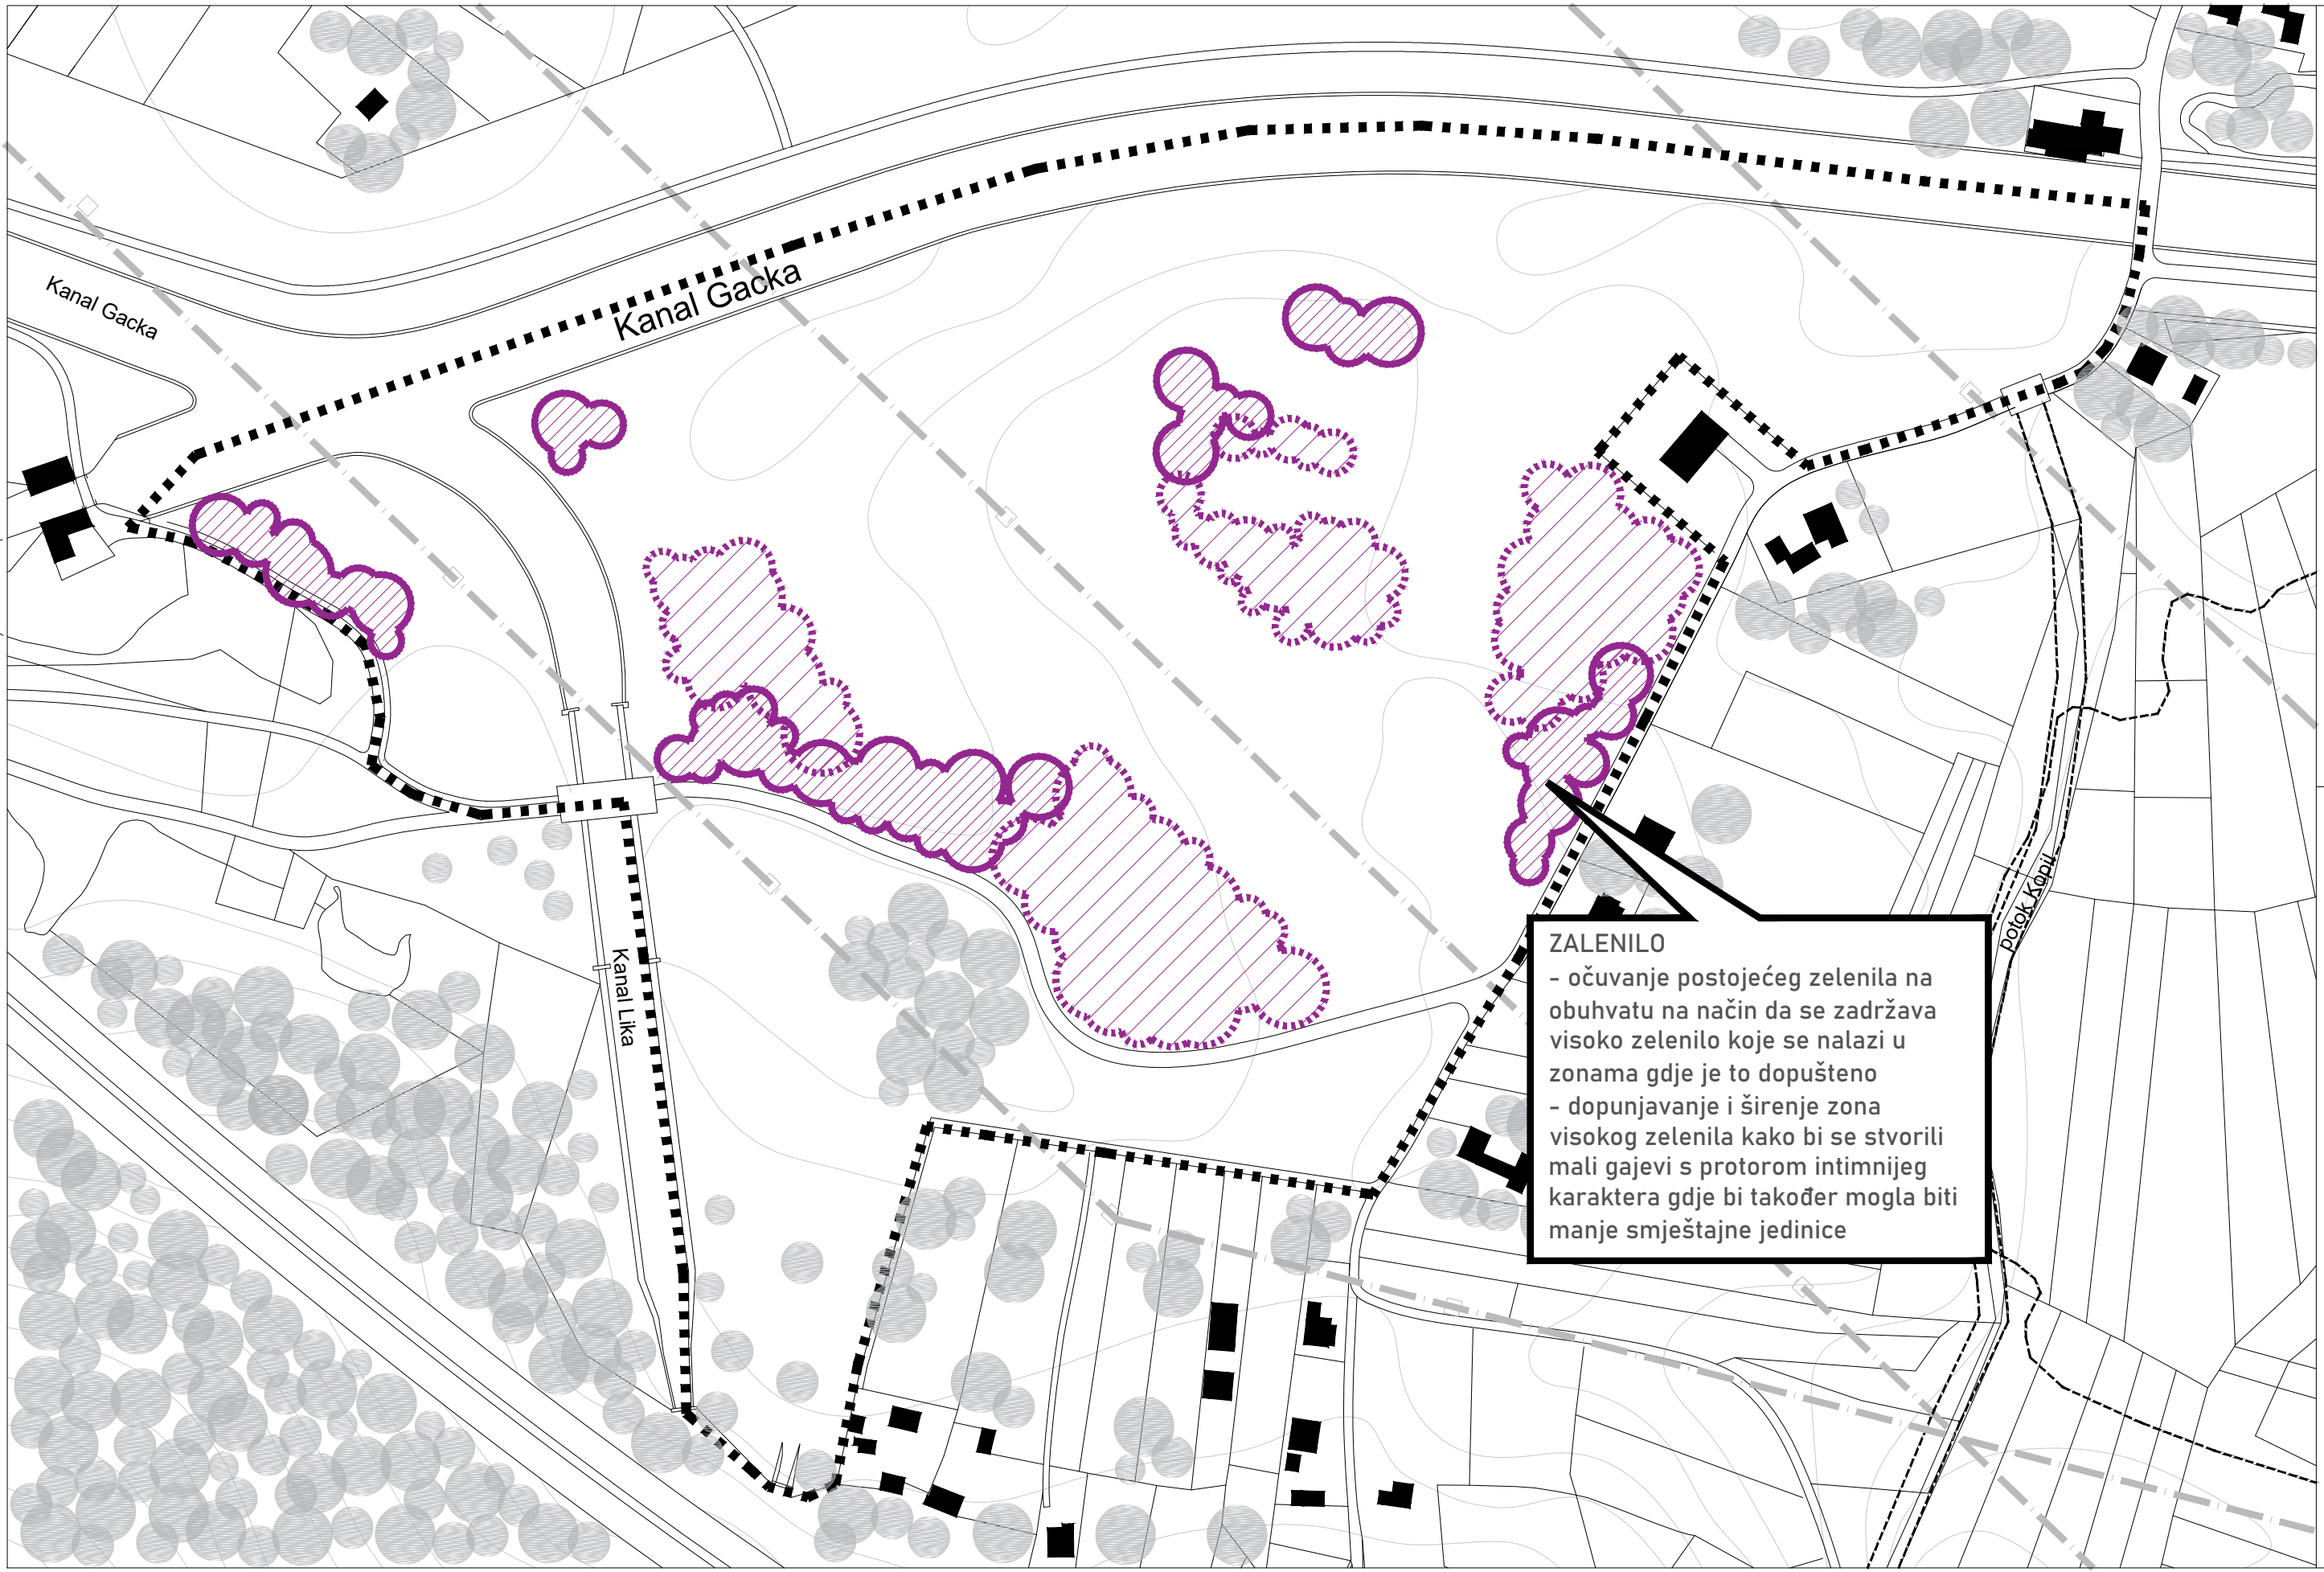 Kanal Gacka
Kanal Gacka
Kanal Lika
potok Kopil
ZALENILO
- očuvanje postojećeg zelenila na
obuhvatu na način da se zadržava
visoko zelenilo koje se nalazi u
zonama gdje je to dopušteno
- dopunjavanje i širenje zona
visokog zelenila kako bi se stvorili
mali gajevi s protorom intimnijeg
karaktera gdje bi također mogla biti
manje smještajne jedinice